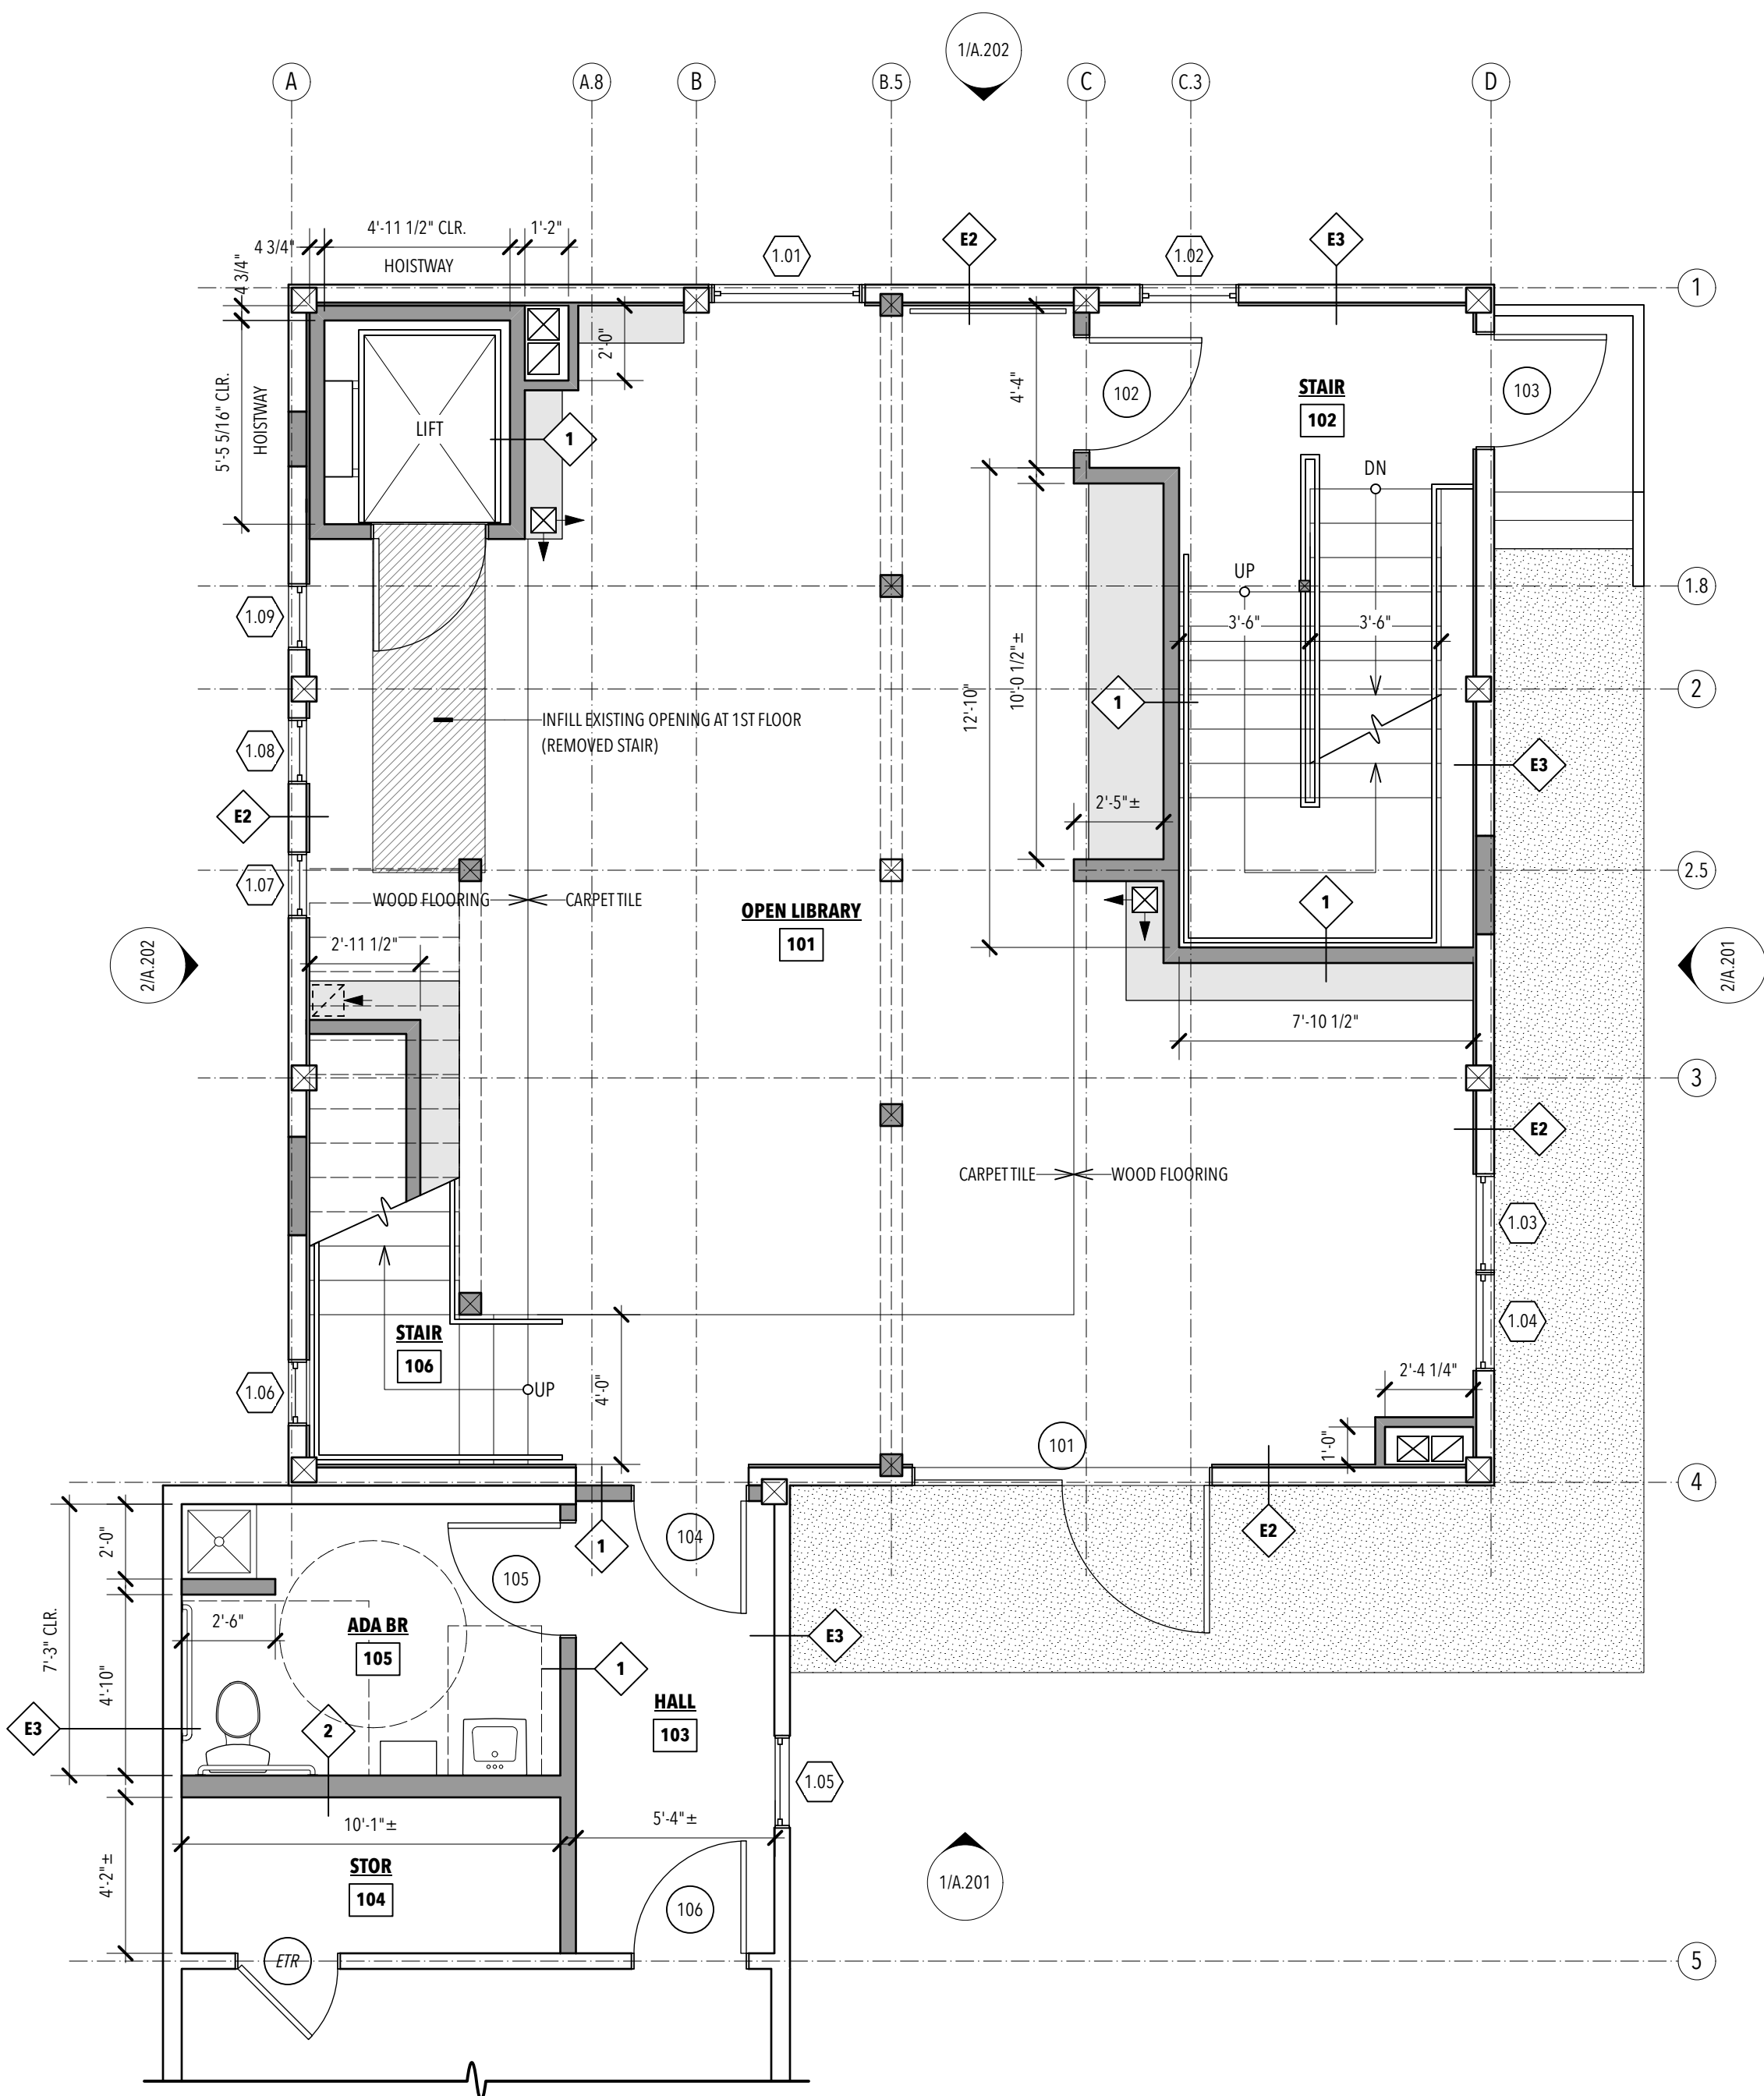 1/A.202
A
A.8
B
B.5
C
C.3
D
4 3/4"
4'-11 1/2" CLR.
1'-2"
HOISTWAY
4 3/4"
1.01
E2
1.02
E3
1
2'-0"
5'-5 5/16" CLR.
HOISTWAY
LIFT
1
4'-4"
102
STAIR
102
103
DN
UP
1.8
3'-6"
3'-6"
1.09
2
12'-10"
10'-0 1/2"±
1
INFILL EXISTING OPENING AT 1ST FLOOR
(REMOVED STAIR)
1.08
E3
2'-5"±
E2
1.07
2.5
WOOD FLOORING
CARPET TILE
OPEN LIBRARY
101
1
2'-11 1/2"
2/A.202
2/A.201
7'-10 1/2"
3
E2
CARPET TILE
WOOD FLOORING
1.03
1.04
STAIR
106
UP
1.06
4'-0"
2'-4 1/4"
1'-0"
101
4
E2
2'-0"
104
1
105
7'-3" CLR.
2'-6"
ADA BR
105
4'-10"
E3
1
HALL
103
E3
2
1.05
10'-1"±
5'-4"±
4'-2"±
STOR
104
1/A.201
106
ETR
5